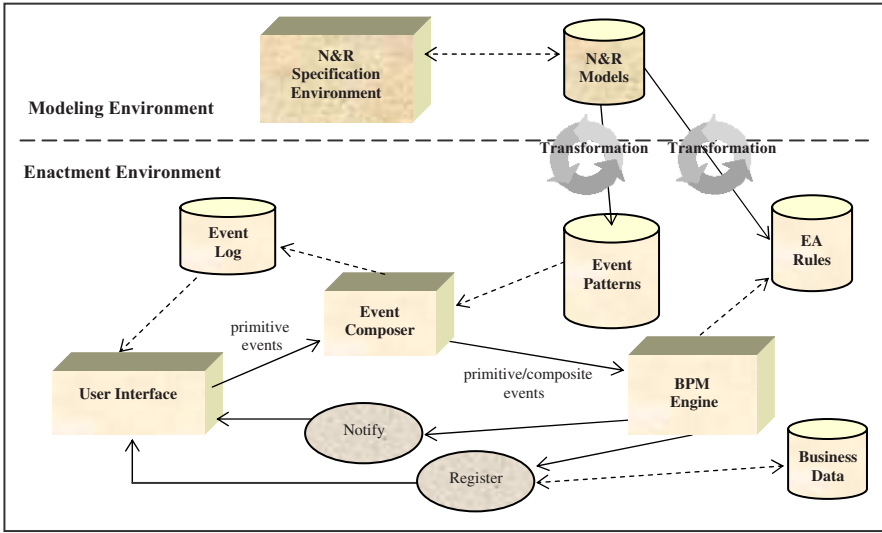 N&R
Specification
Environment
N&R
Models
Modeling Environment
Transformation
Transformation
Enactment Environment
Event
Log
Event
Patterns
EA
Rules
Event
Composer
primitive
events
primitive/composite
events
User Interface
BPM
Engine
Notify
Register
Business
Data